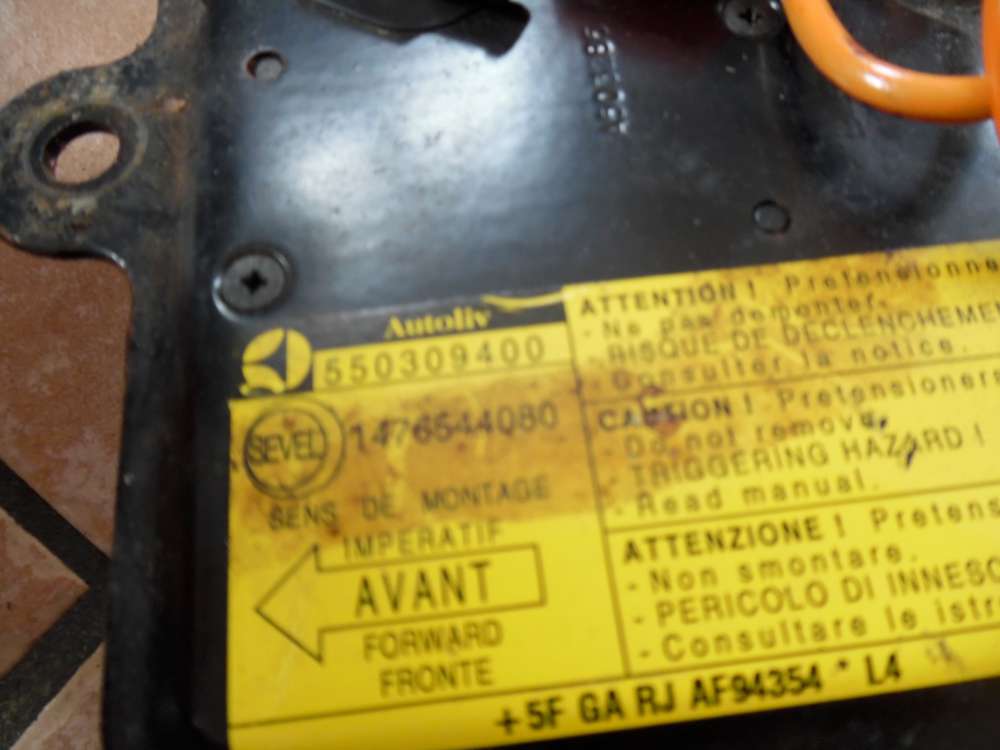 Autoliv
550309400
SEVEL 1476544080
SENS DE MONTAGE
IMPERATIF
AVANT
FORWARD
FRONTE
ATTENTION ! Pretensionne
- Ne pas demonter.
- RISQUE DE DECLENCHEMEN
- Consulter la notice.
CAUTION ! Pretensioners
- Do not remove.
- TRIGGERING HAZARD !
- Read manual.
ATTENZIONE ! Pretens
- Non smontare.
- PERICOLO DI INNESC
- Consultare le istr
+5F GA RJ AF94354 * L4